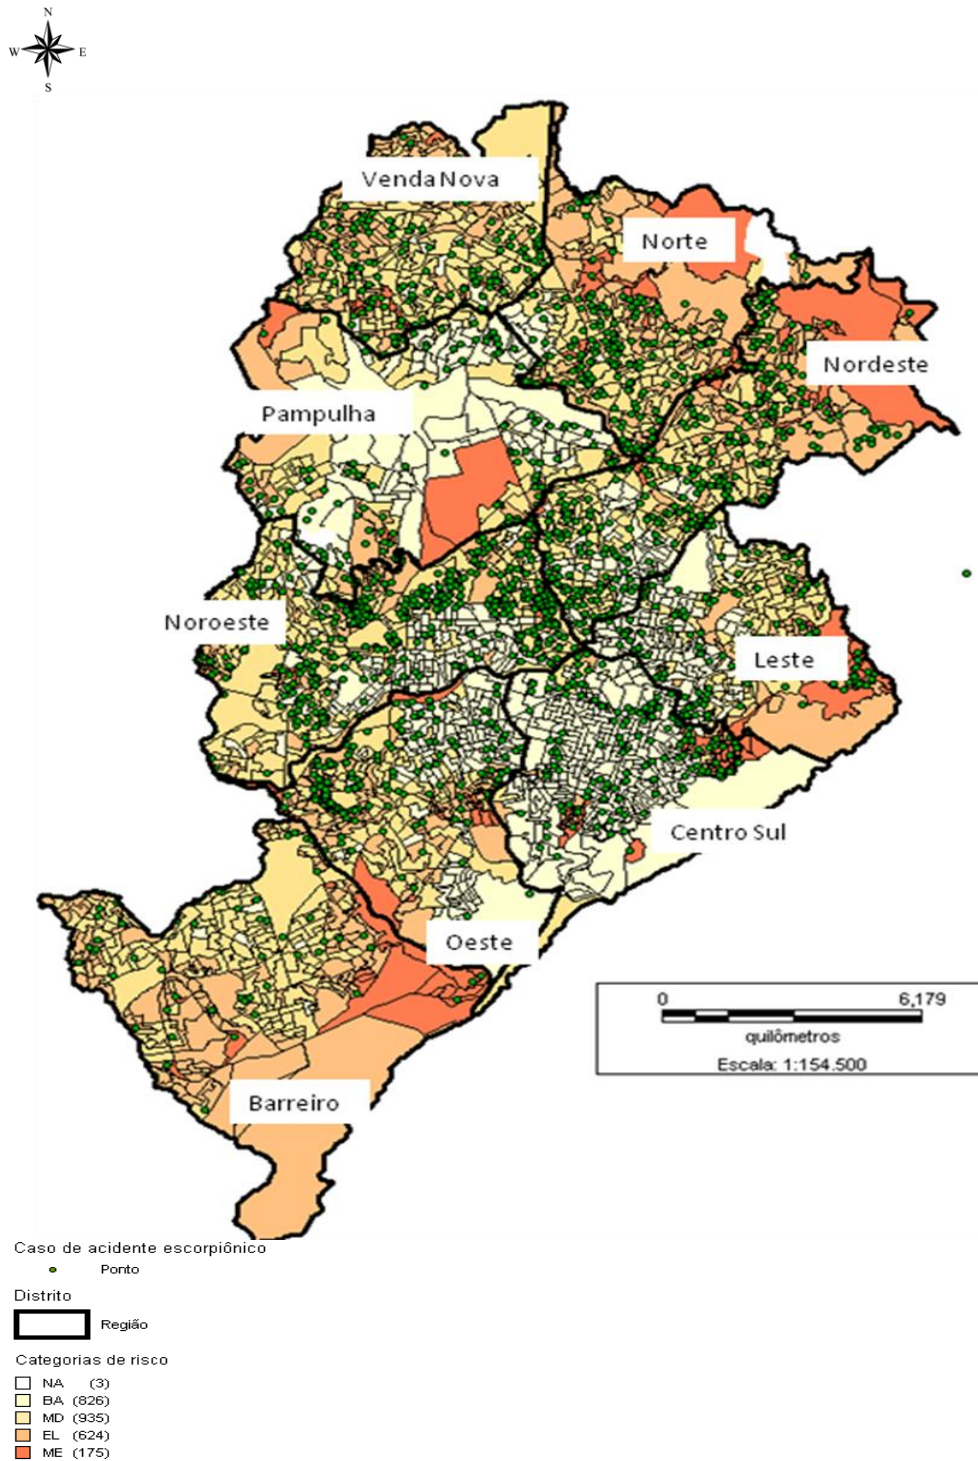 N
W E
S
Venda Nova
Norte
Nordeste
Pampulha
Noroeste
Leste
Centro Sul
Oeste
0 6,179
quilômetros
Escala: 1:154.500
Barreiro
Caso de acidente escorpiônico
Ponto
Distrito
Região
Categorias de risco
NA (3)
BA (826)
MD (935)
EL (624)
ME (175)